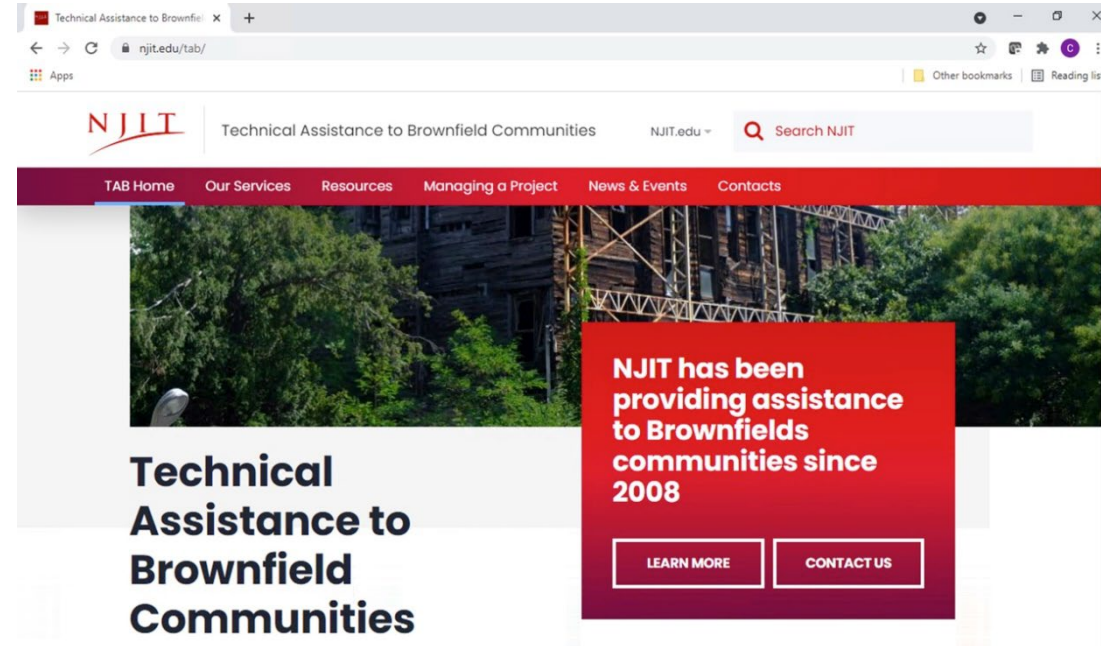 Technical Assistance to Brownfiel
njit.edu/tab/
Apps
Other bookmarks
Reading lis
NJIT
Technical Assistance to Brownfield Communities
NJIT.edu
Search NJIT
TAB Home Our Services Resources Managing a Project News & Events Contacts
NJIT has been
providing assistance
to Brownfields
communities since
2008
LEARN MORE CONTACT US
Technical
Assistance to
Brownfield
Communities